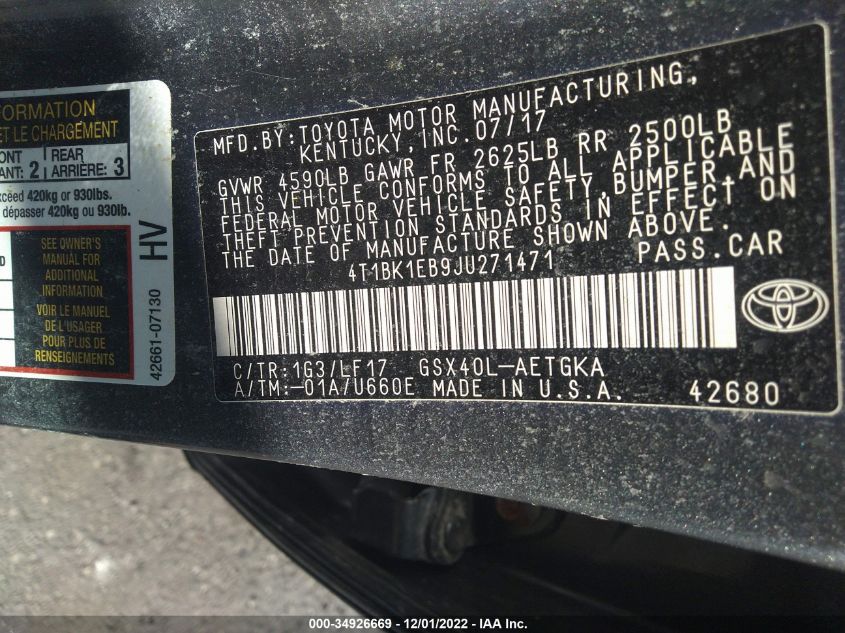 FORMATION
ET LE CHARGEMENT
ONT 2 REAR 3
ANT: ARRIÈRE:
xceed 420kg or 930lbs.
dépasser 420kg ou 930lb.
SEE OWNER'S
MANUAL FOR
ADDITIONAL
INFORMATION
VOIR LE MANUEL
DE L'USAGER
POUR PLUS DE
RENSEIGNEMENTS
HV
42661-07130
MFD.BY:TOYOTA MOTOR MANUFACTURING,
KENTUCKY, INC.07/17
GVWR 4590LB GAWR FR 2625LB RR 2500LB
THIS VEHICLE CONFORMS TO ALL APPLICABLE
FEDERAL MOTOR VEHICLE SAFETY,BUMPER,AND
THEFT PREVENTION STANDARDS IN EFFECT ON
THE DATE OF MANUFACTURE SHOWN ABOVE.
4T1BK1EB9JU271471 PASS.CAR
C/TR:1G3/LF17 GSX40L-AETGKA
A/TM:-01A/U660E MADE IN U.S.A. 42680
000-34926669 - 12/01/2022 - IAA Inc.